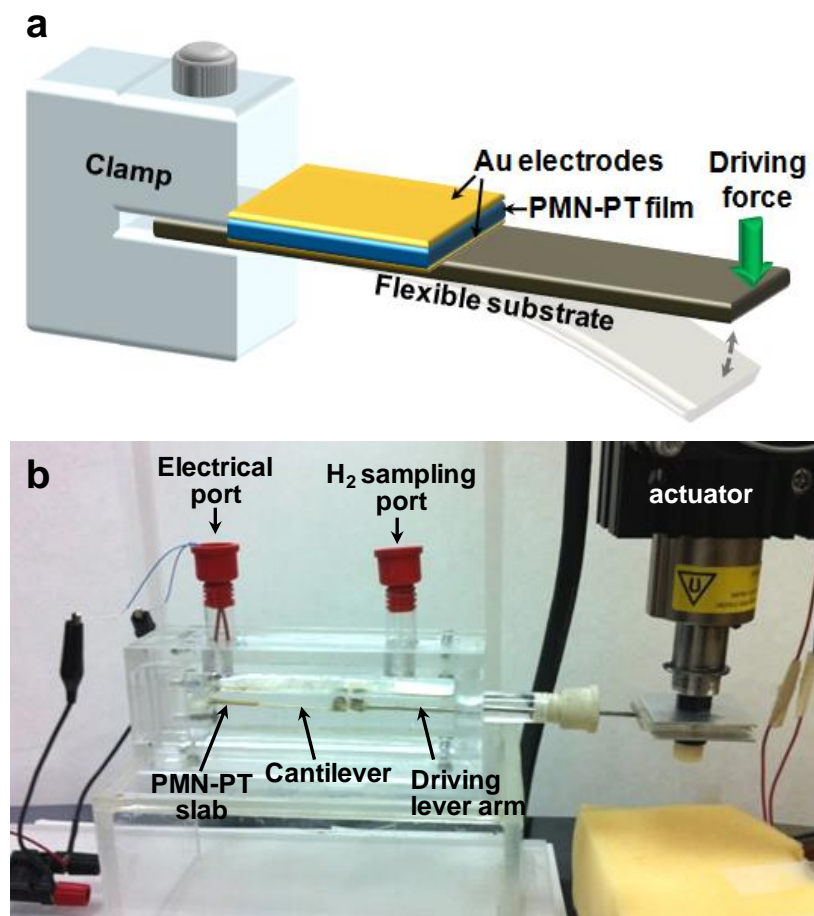 a
Clamp
Au electrodes
PMN-PT film
Driving
force
Flexible substrate
b
Electrical
port
H₂ sampling
port
actuator
U
PMN-PT
slab
Cantilever
Driving
lever arm